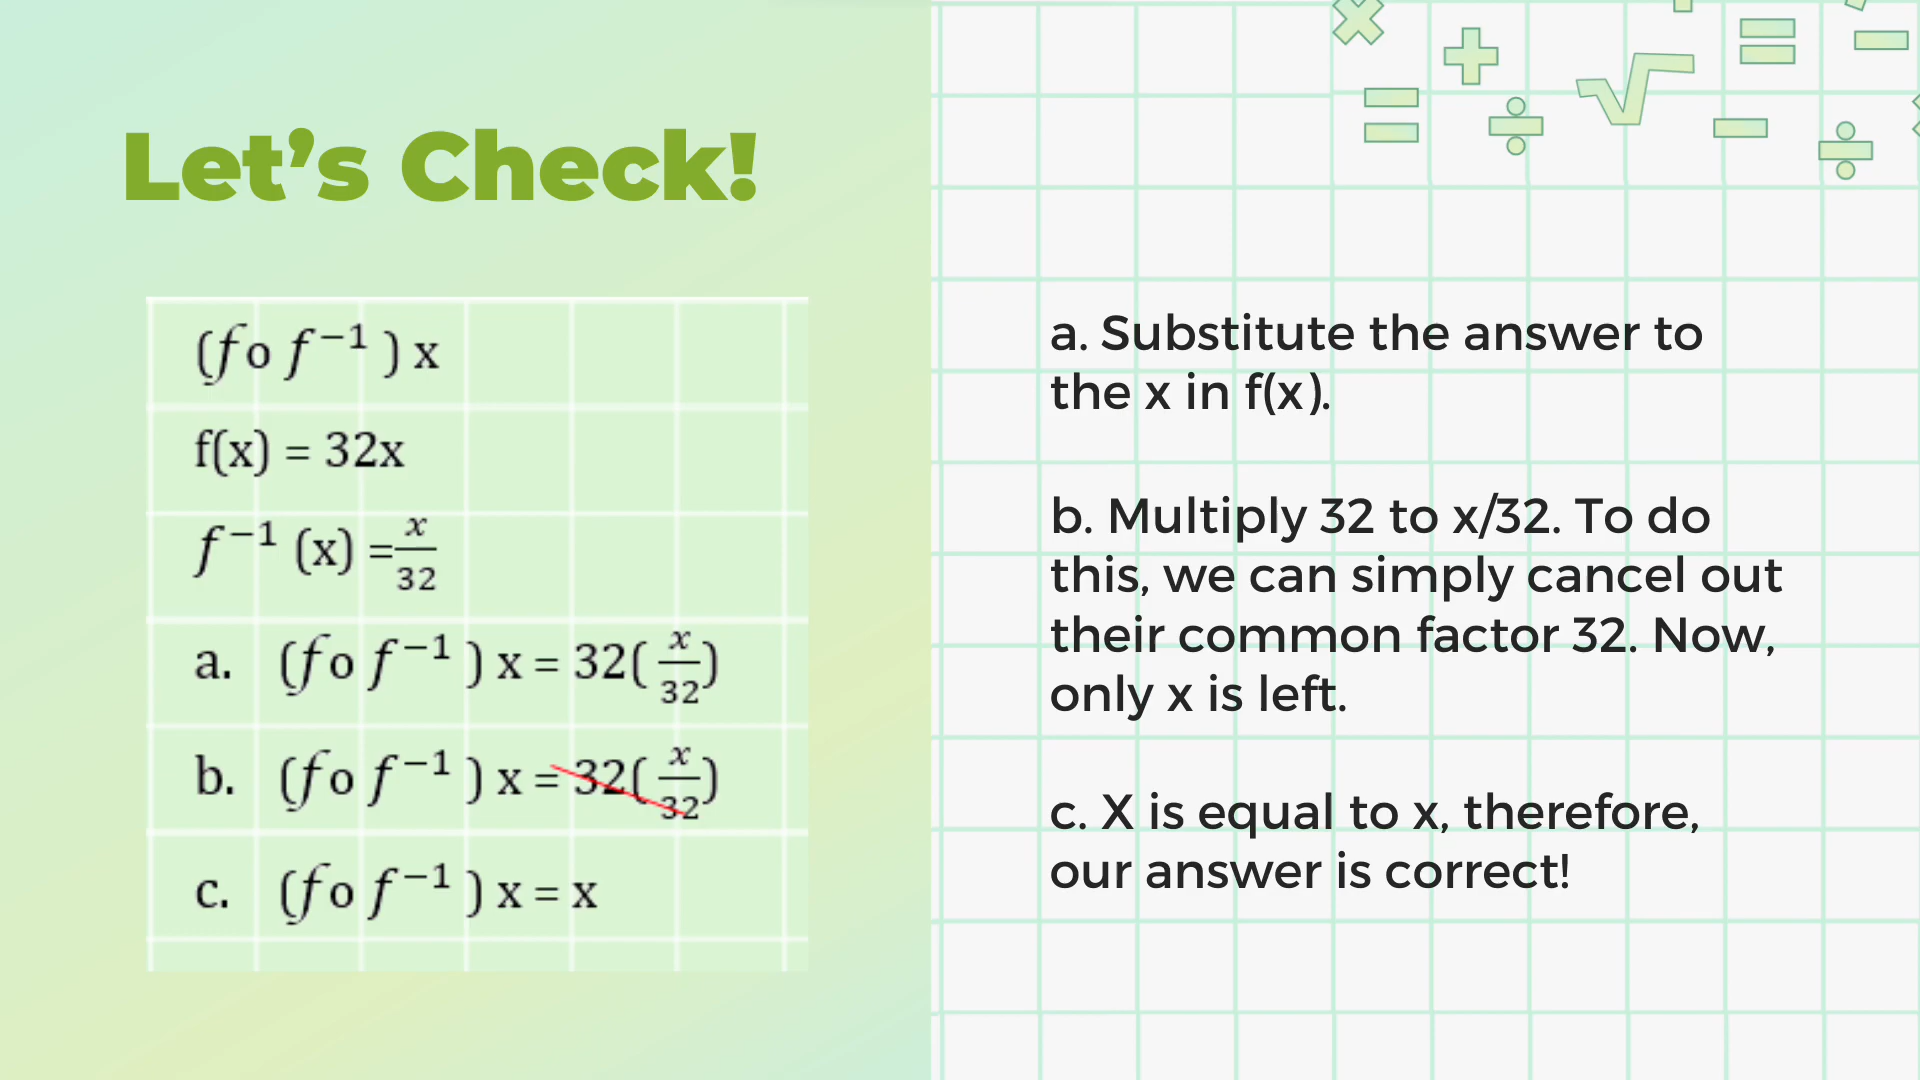 Let’s Check!
(f o f⁻¹ ) x
f(x) = 32x
f⁻¹ (x) = x/32
a. (f o f⁻¹ ) x = 32( x/32)
b. (f o f⁻¹ ) x = 32( x/32)
c. (f o f⁻¹ ) x = x
a. Substitute the answer to
the x in f(x).
b. Multiply 32 to x/32. To do
this, we can simply cancel out
their common factor 32. Now,
only x is left.
c. X is equal to x, therefore,
our answer is correct!